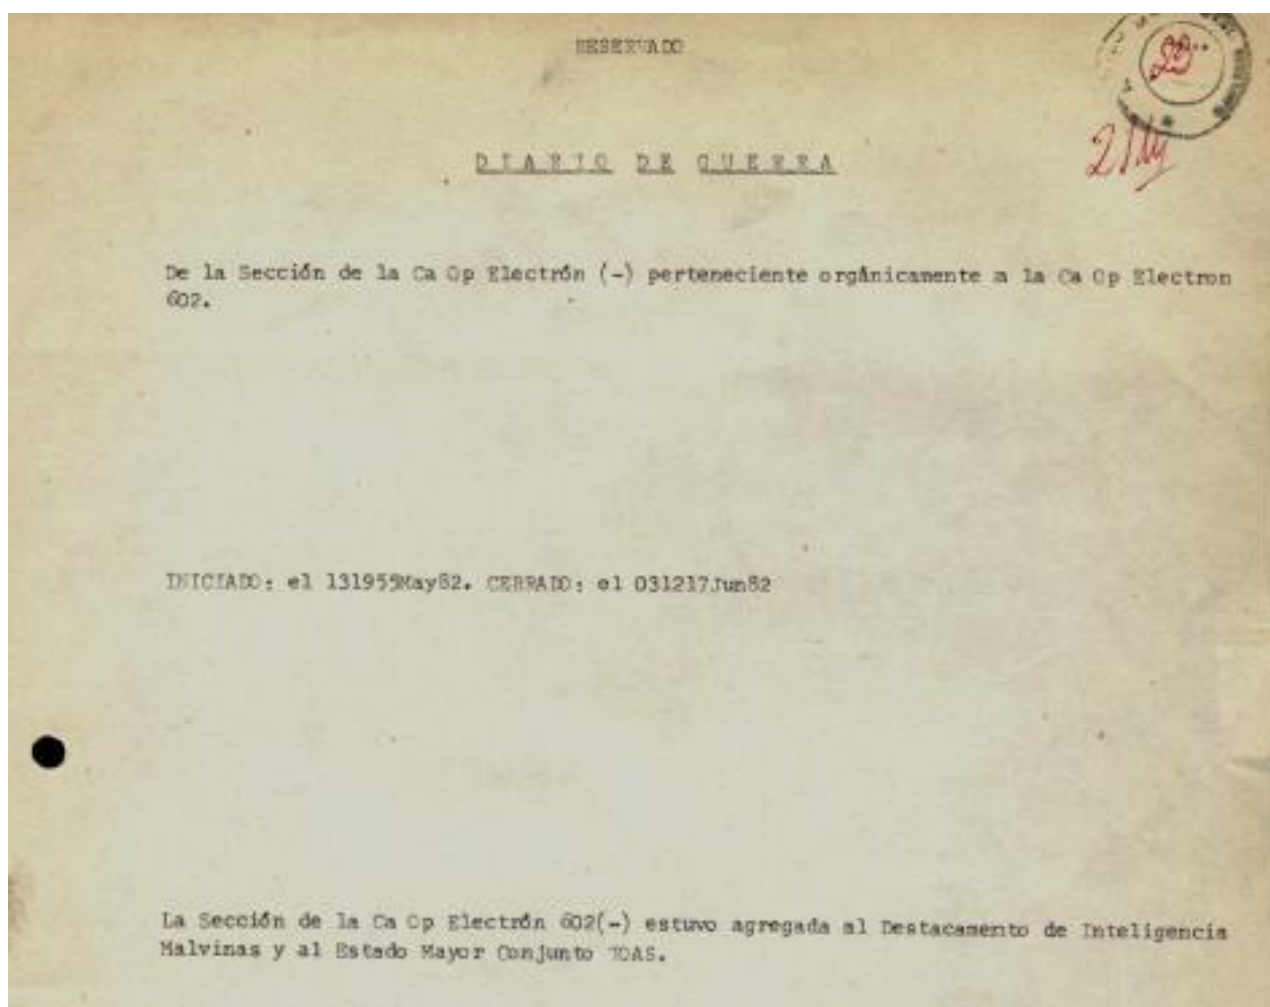 RESERVADO
DIARIO DE GUERRA
De la Sección de la Ca Op Electrón (-) perteneciente orgánicamente a la Ca Op Electron
602.
INICIADO: el 131955May82. CERRADO: el 031217Jun82
La Sección de la Ca Op Electrón 602(-) estuvo agregada al Destacamento de Inteligencia
Malvinas y al Estado Mayor Conjunto TOAS.